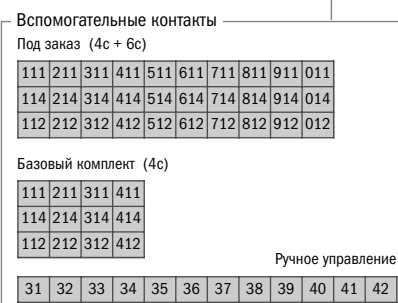 Вспомогательные контакты
Под заказ (4с + 6с)
111 211 311 411 511 611 711 811 911 011
114 214 314 414 514 614 714 814 914 014
112 212 312 412 512 612 712 812 912 012
Базовый комплект (4с)
111 211 311 411
114 214 314 414
112 212 312 412
Ручное управление
31 32 33 34 35 36 37 38 39 40 41 42